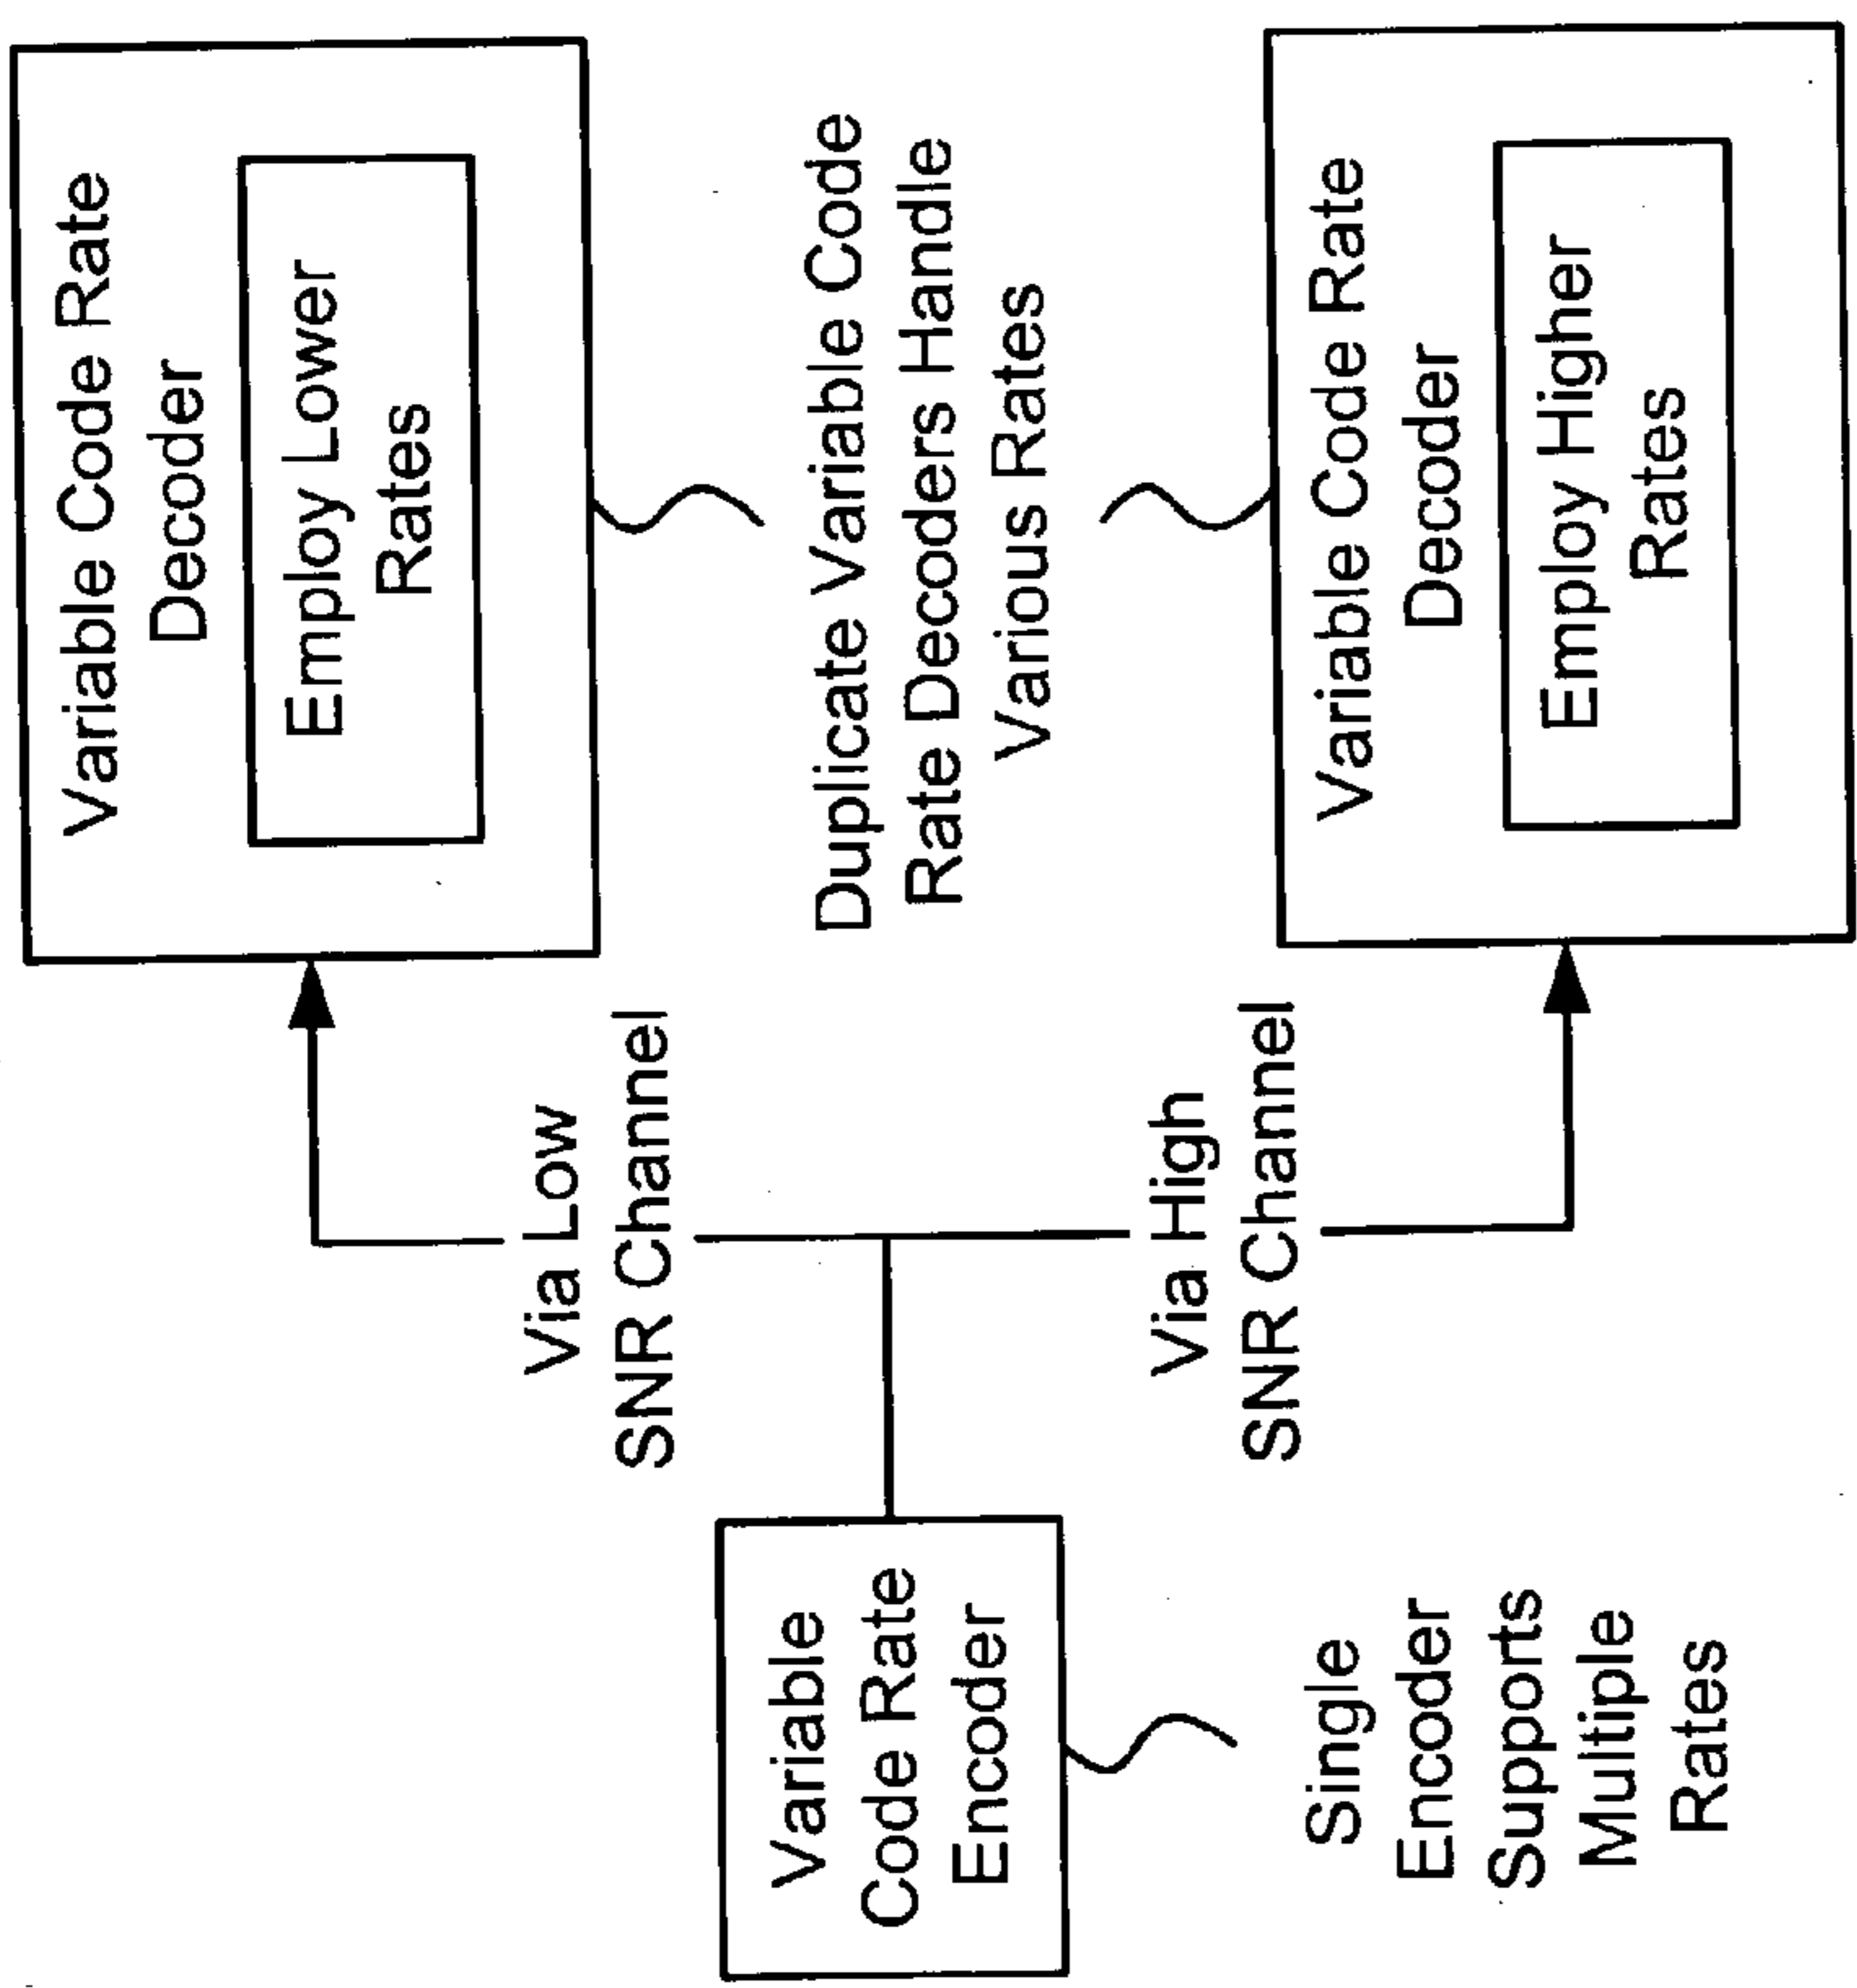 Variable
Code Rate
Encoder
Single
Encoder
Supports
Multiple
Rates
Via Low
SNR Channel
Via High
SNR Channel
Variable Code Rate
Decoder
Employ Lower
Rates
Duplicate Variable Code
Rate Decoders Handle
Various Rates
Variable Code Rate
Decoder
Employ Higher
Rates